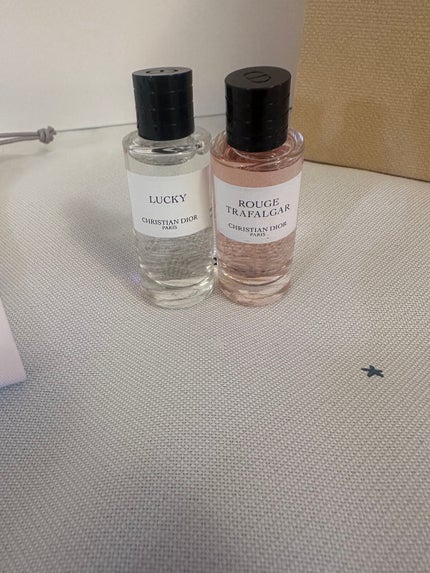 LUCKY
CHRISTIAN DIOR
PARIS
ROUGE
TRAFALGAR
CHRISTIAN DIOR
PARIS